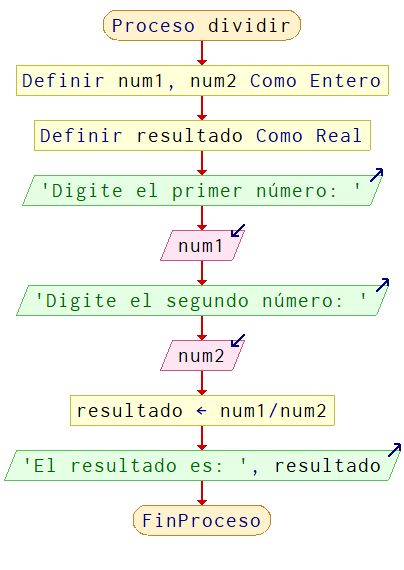 Proceso dividir
Definir num1, num2 Como Entero
Definir resultado Como Real
'Digite el primer número: '
num1
'Digite el segundo número: '
num2
resultado ← num1/num2
'El resultado es: ', resultado
FinProceso